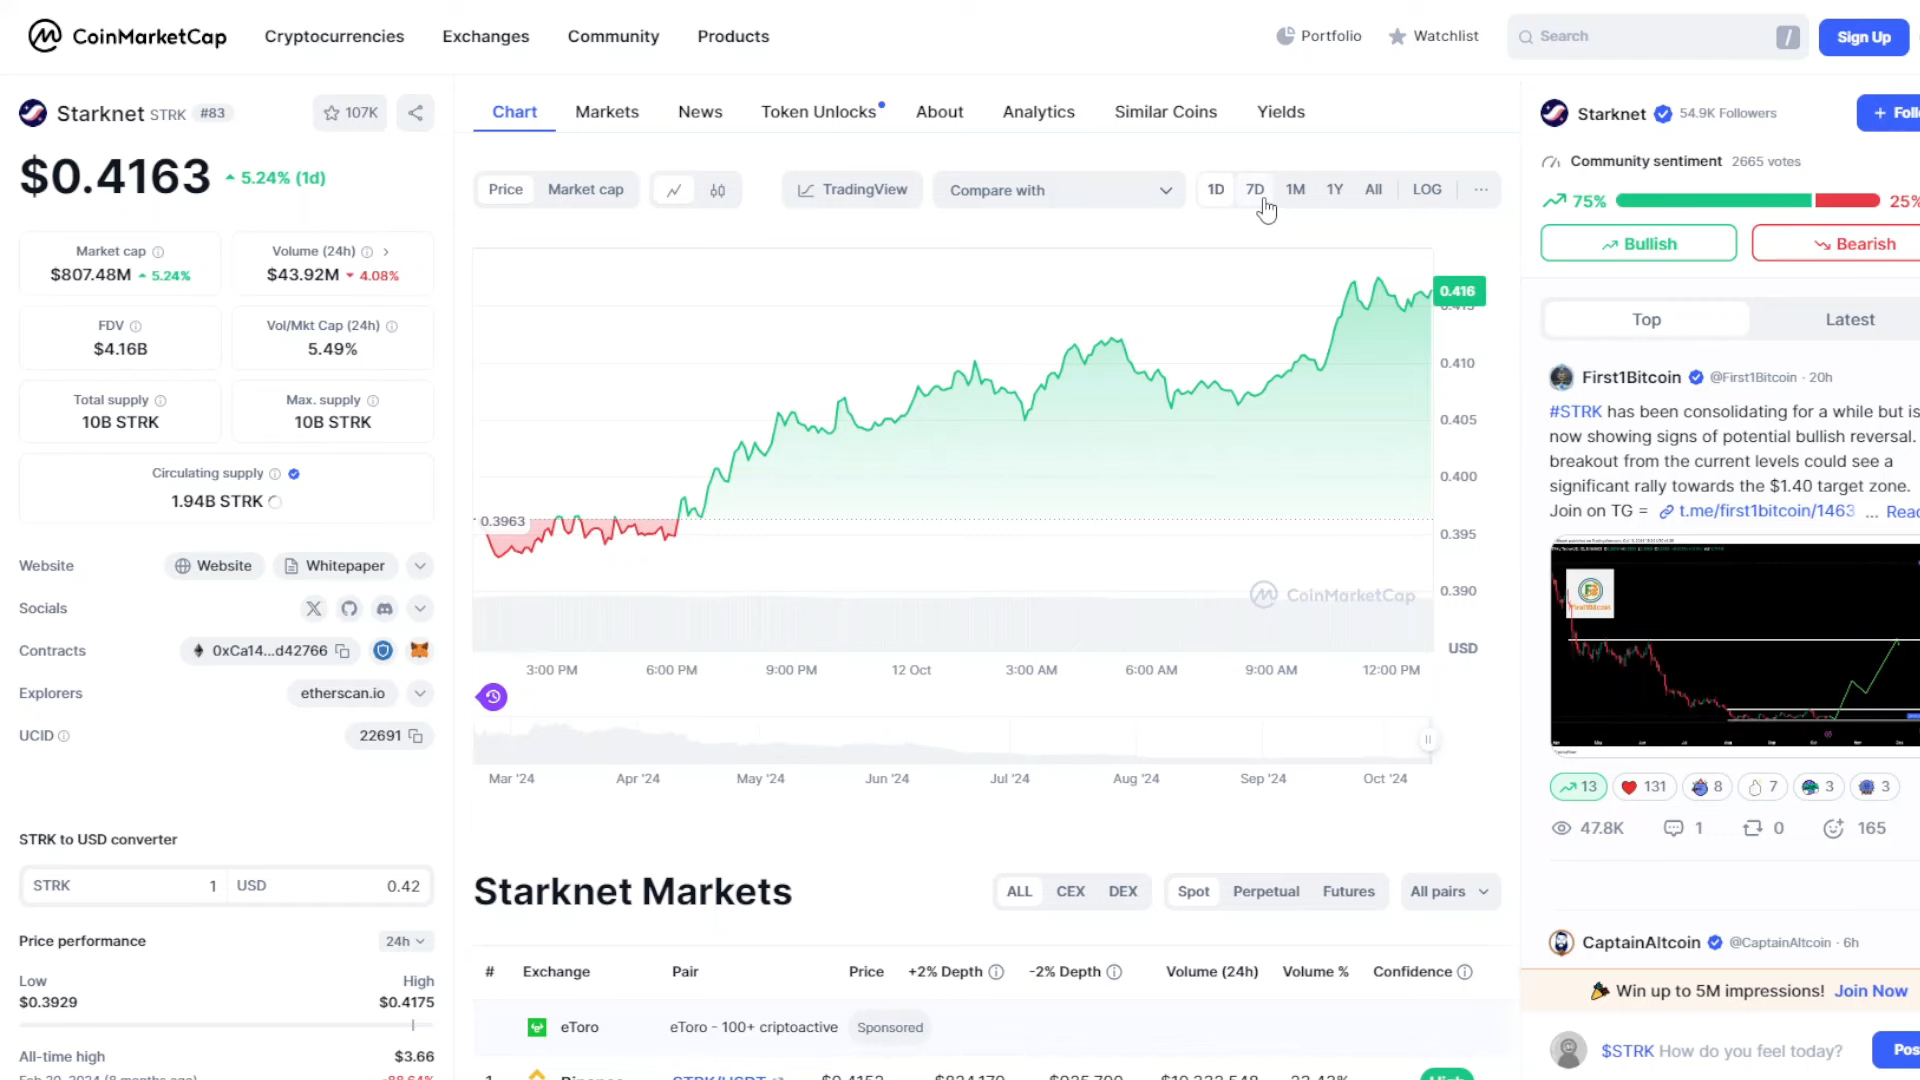 CoinMarketCap
Cryptocurrencies
Exchanges
Community
Products
Portfolio
Watchlist
Search
/
Sign Up
Starknet STRK #83
107K
$0.4163 5.24% (1d)
Market cap
$807.48M 5.24%
Volume (24h)
$43.92M 4.08%
FDV
$4.16B
Vol/Mkt Cap (24h)
5.49%
Total supply
10B STRK
Max. supply
10B STRK
Circulating supply
1.94B STRK
Website Website Whitepaper
Socials
Contracts 0xCa14...d42766
Explorers etherscan.io
UCID 22691
STRK to USD converter
STRK 1 USD 0.42
Price performance 24h
Low High
$0.3929 $0.4175
All-time high $3.66
Chart
Markets
News
Token Unlocks
About
Analytics
Similar Coins
Yields
Price
Market cap
TradingView
Compare with
1D 7D 1M 1Y All LOG ...
0.416
0.410
0.405
0.400
0.3963
0.395
0.390
CoinMarketCap
USD
3:00 PM 6:00 PM 9:00 PM 12 Oct 3:00 AM 6:00 AM 9:00 AM 12:00 PM
Mar '24 Apr '24 May '24 Jun '24 Jul '24 Aug '24 Sep '24 Oct '24
Starknet Markets
ALL CEX DEX
Spot Perpetual Futures
All pairs
# Exchange Pair Price +2% Depth -2% Depth Volume (24h) Volume % Confidence
eToro eToro - 100+ criptoactive Sponsored
Starknet 54.9K Followers
+ Foll
Community sentiment 2665 votes
75% 25%
Bullish
Bearish
Top
Latest
First1Bitcoin @First1Bitcoin · 20h
#STRK has been consolidating for a while but is
now showing signs of potential bullish reversal.
breakout from the current levels could see a
significant rally towards the $1.40 target zone.
Join on TG = t.me/first1bitcoin/1463 ... Read
13 131 8 7 3 3
47.8K 1 0 165
CaptainAltcoin @CaptainAltcoin · 6h
Win up to 5M impressions! Join Now
$STRK How do you feel today?
Pos